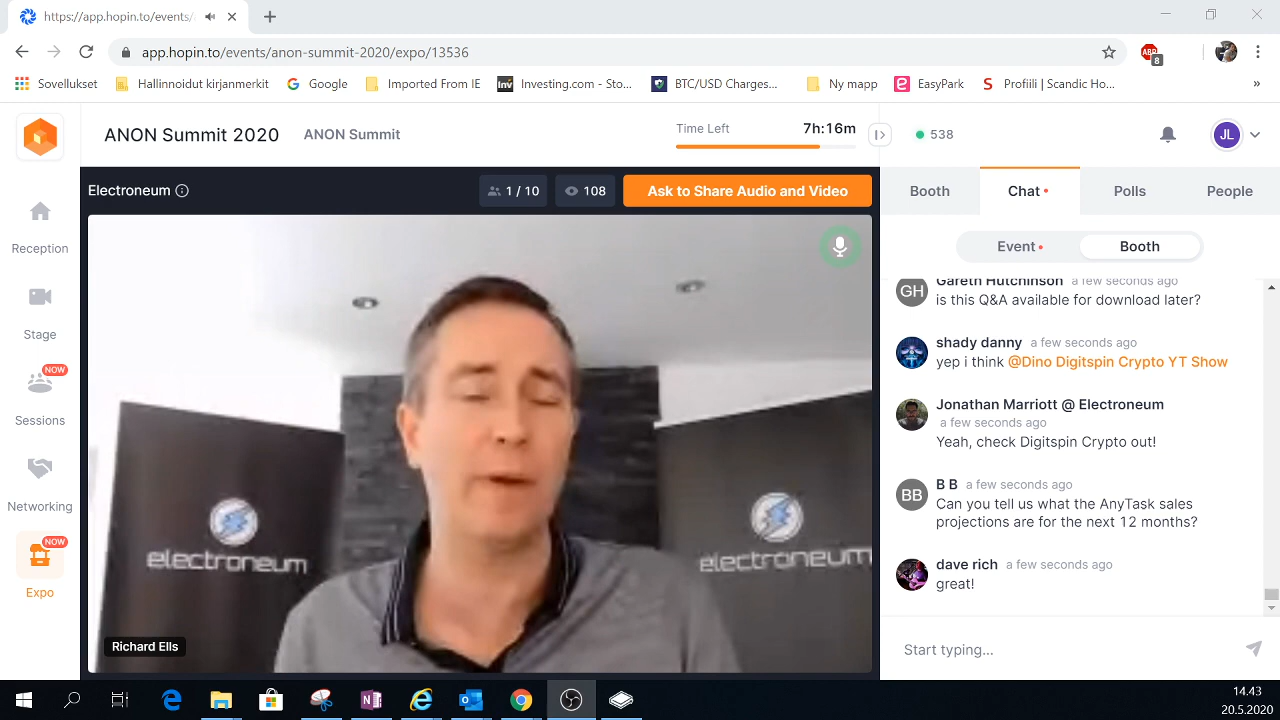 https://app.hopin.to/events/
app.hopin.to/events/anon-summit-2020/expo/13536
ABP
8
Sovellukset
Hallinnoidut kirjanmerkit
Google
Imported From IE
Inv
Investing.com - Sto...
BTC/USD Charges...
Ny mapp
EasyPark
S
Profiili | Scandic Ho...
»
ANON Summit 2020
ANON Summit
Time Left
7h:16m
538
JL
Reception
Stage
NOW
Sessions
Networking
NOW
Expo
Electroneum
1 / 10
108
Ask to Share Audio and Video
electroneum
electroneum
Richard Ells
Booth
Chat
Polls
People
Event
Booth
GH
Gareth Hutchinson a few seconds ago
is this Q&A available for download later?
shady danny a few seconds ago
yep i think @Dino Digitspin Crypto YT Show
Jonathan Marriott @ Electroneum
a few seconds ago
Yeah, check Digitspin Crypto out!
BB
B B a few seconds ago
Can you tell us what the AnyTask sales
projections are for the next 12 months?
dave rich a few seconds ago
great!
Start typing...
14.43
20.5.2020